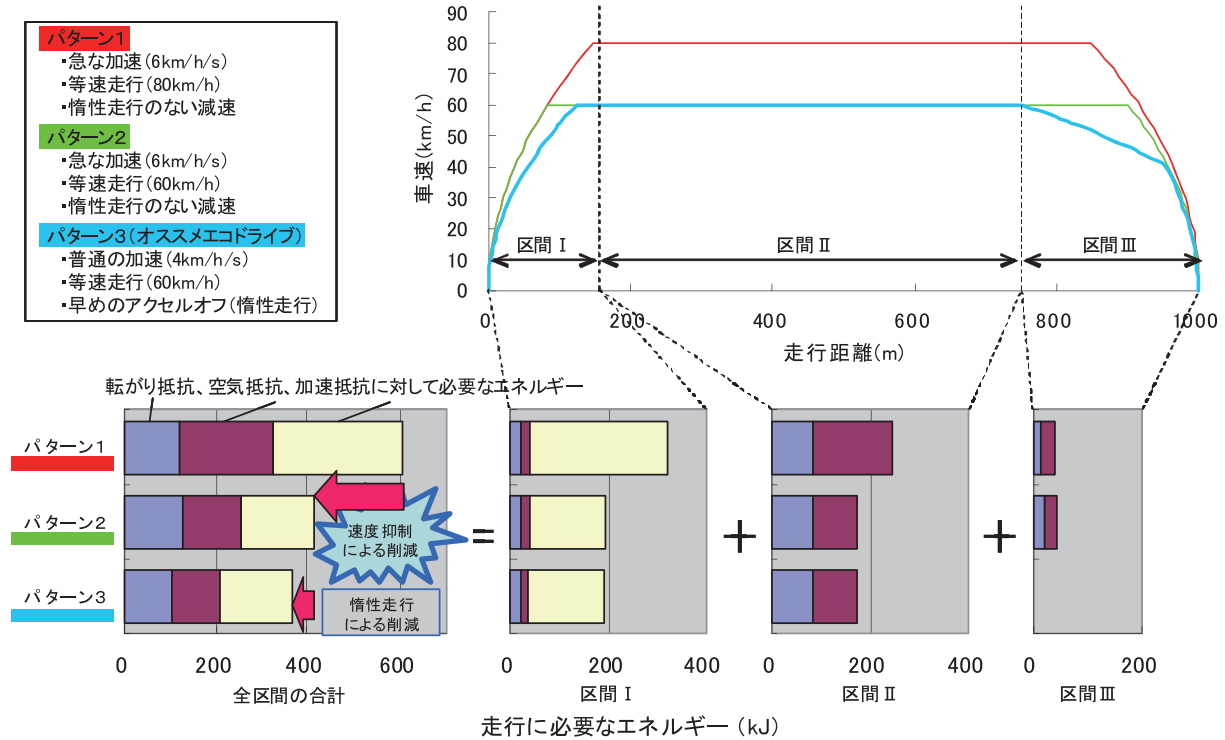 パターン1
・急な加速(6km/h/s)
・等速走行(80km/h)
・惰性走行のない減速
パターン2
・急な加速(6km/h/s)
・等速走行(60km/h)
・惰性走行のない減速
パターン3(オススメエコドライブ)
・普通の加速(4km/h/s)
・等速走行(60km/h)
・早めのアクセルオフ(惰性走行)
車速(km/h)
90
80
70
60
50
40
30
20
10
0
区間Ⅰ
区間Ⅱ
区間Ⅲ
0
200
400
600
800
1000
走行距離(m)
転がり抵抗、空気抵抗、加速抵抗に対して必要なエネルギー
パターン1
パターン2
パターン3
速度抑制
による削減
惰性走行
による削減
=
+
+
0 200 400 600
全区間の合計
0 200 400
区間Ⅰ
0 200 400
区間Ⅱ
0 200
区間Ⅲ
走行に必要なエネルギー(kJ)